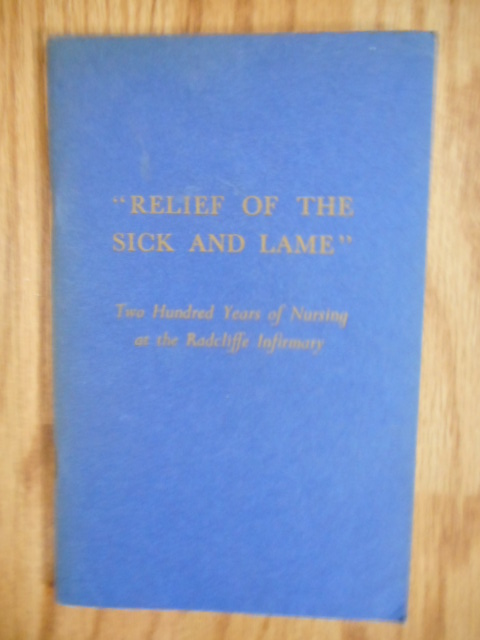 "RELIEF OF THE
SICK AND LAME"
Two Hundred Years of Nursing
at the Radcliffe Infirmary